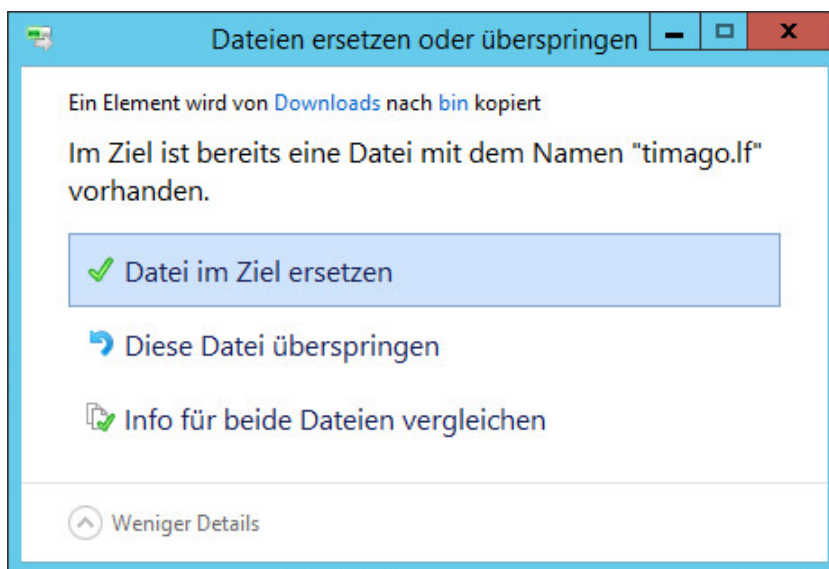 Dateien ersetzen oder überspringen
Ein Element wird von Downloads nach bin kopiert
Im Ziel ist bereits eine Datei mit dem Namen "timago.lf"
vorhanden.
Datei im Ziel ersetzen
Diese Datei überspringen
Info für beide Dateien vergleichen
Weniger Details